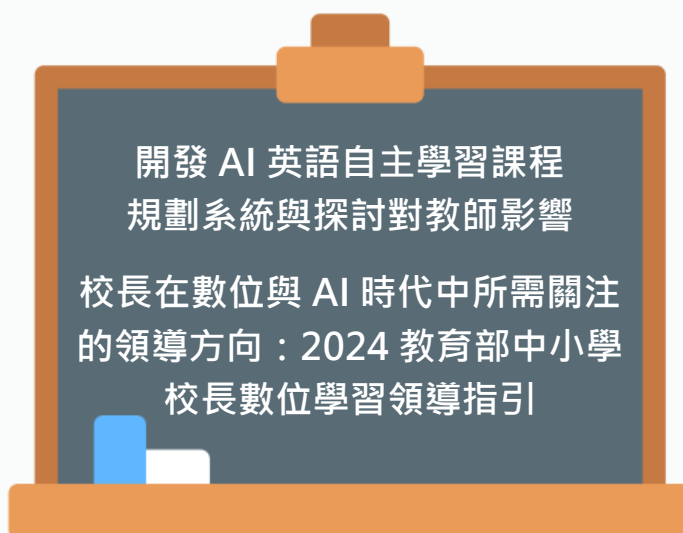 開發 AI 英語自主學習課程
規劃系統與探討對教師影響
校長在數位與 AI 時代中所需關注
的領導方向：2024 教育部中小學
校長數位學習領導指引